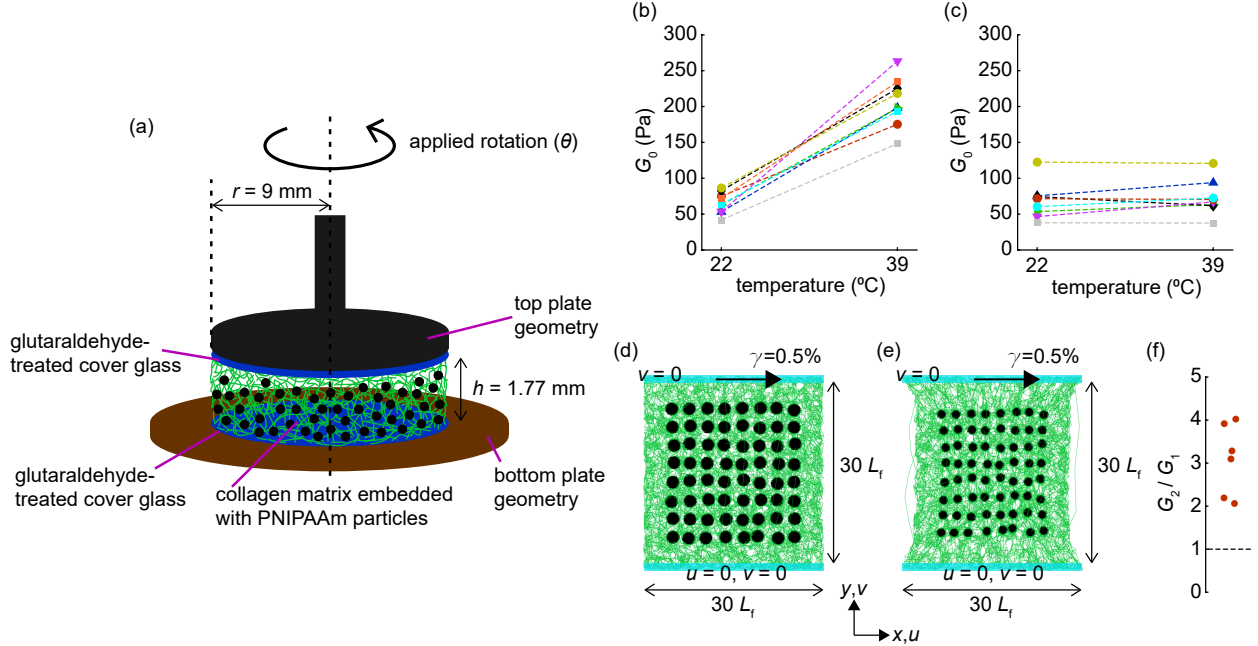 (a)
applied rotation (θ)
r = 9 mm
top plate
geometry
glutaraldehyde-
treated cover glass
h = 1.77 mm
glutaraldehyde-
treated cover glass
collagen matrix embedded
with PNIPAAm particles
bottom plate
geometry
(b)
300
250
200
150
100
50
0
G₀ (Pa)
22
39
temperature (ºC)
(c)
300
250
200
150
100
50
0
G₀ (Pa)
22
39
temperature (ºC)
(d)
γ=0.5%
v = 0
30 Lf
u = 0, v = 0
30 Lf
(e)
γ=0.5%
v = 0
30 Lf
u = 0, v = 0
30 Lf
y,v
x,u
(f)
5
4
3
2
1
0
G₂ / G₁